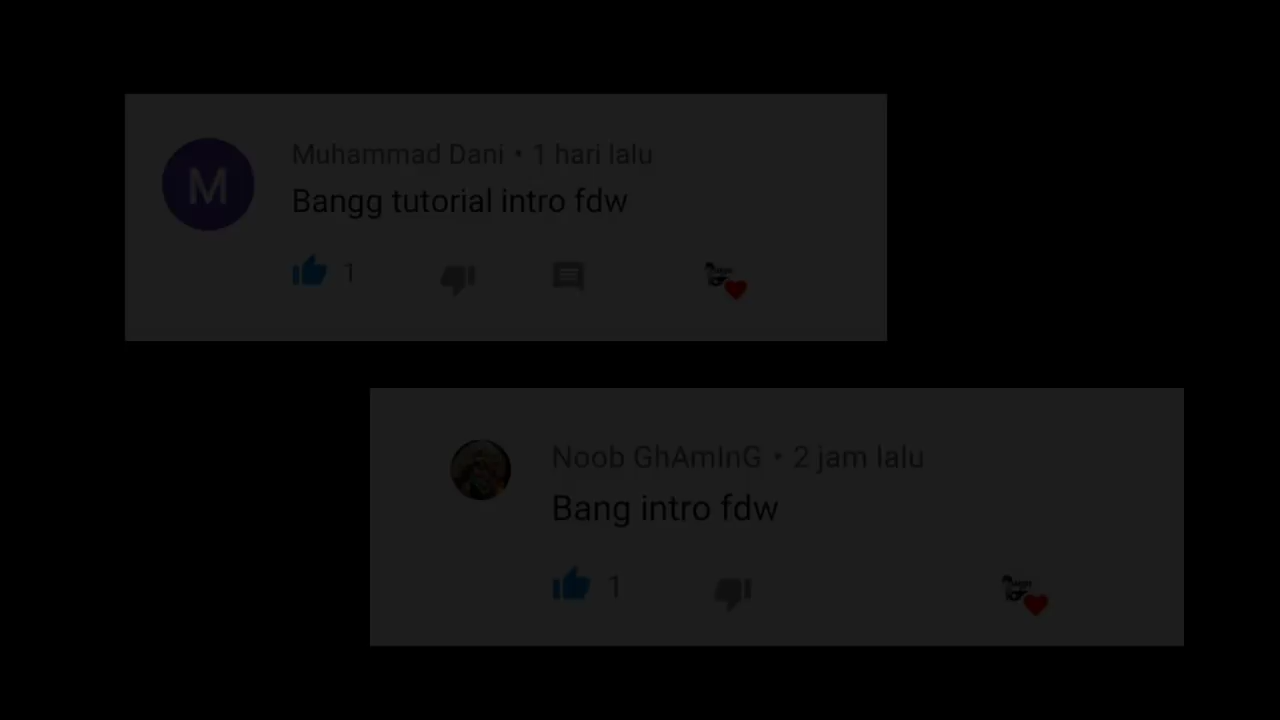 M
Muhammad Dani • 1 hari lalu
Bangg tutorial intro fdw
1
Noob GhAmInG • 2 jam lalu
Bang intro fdw
1